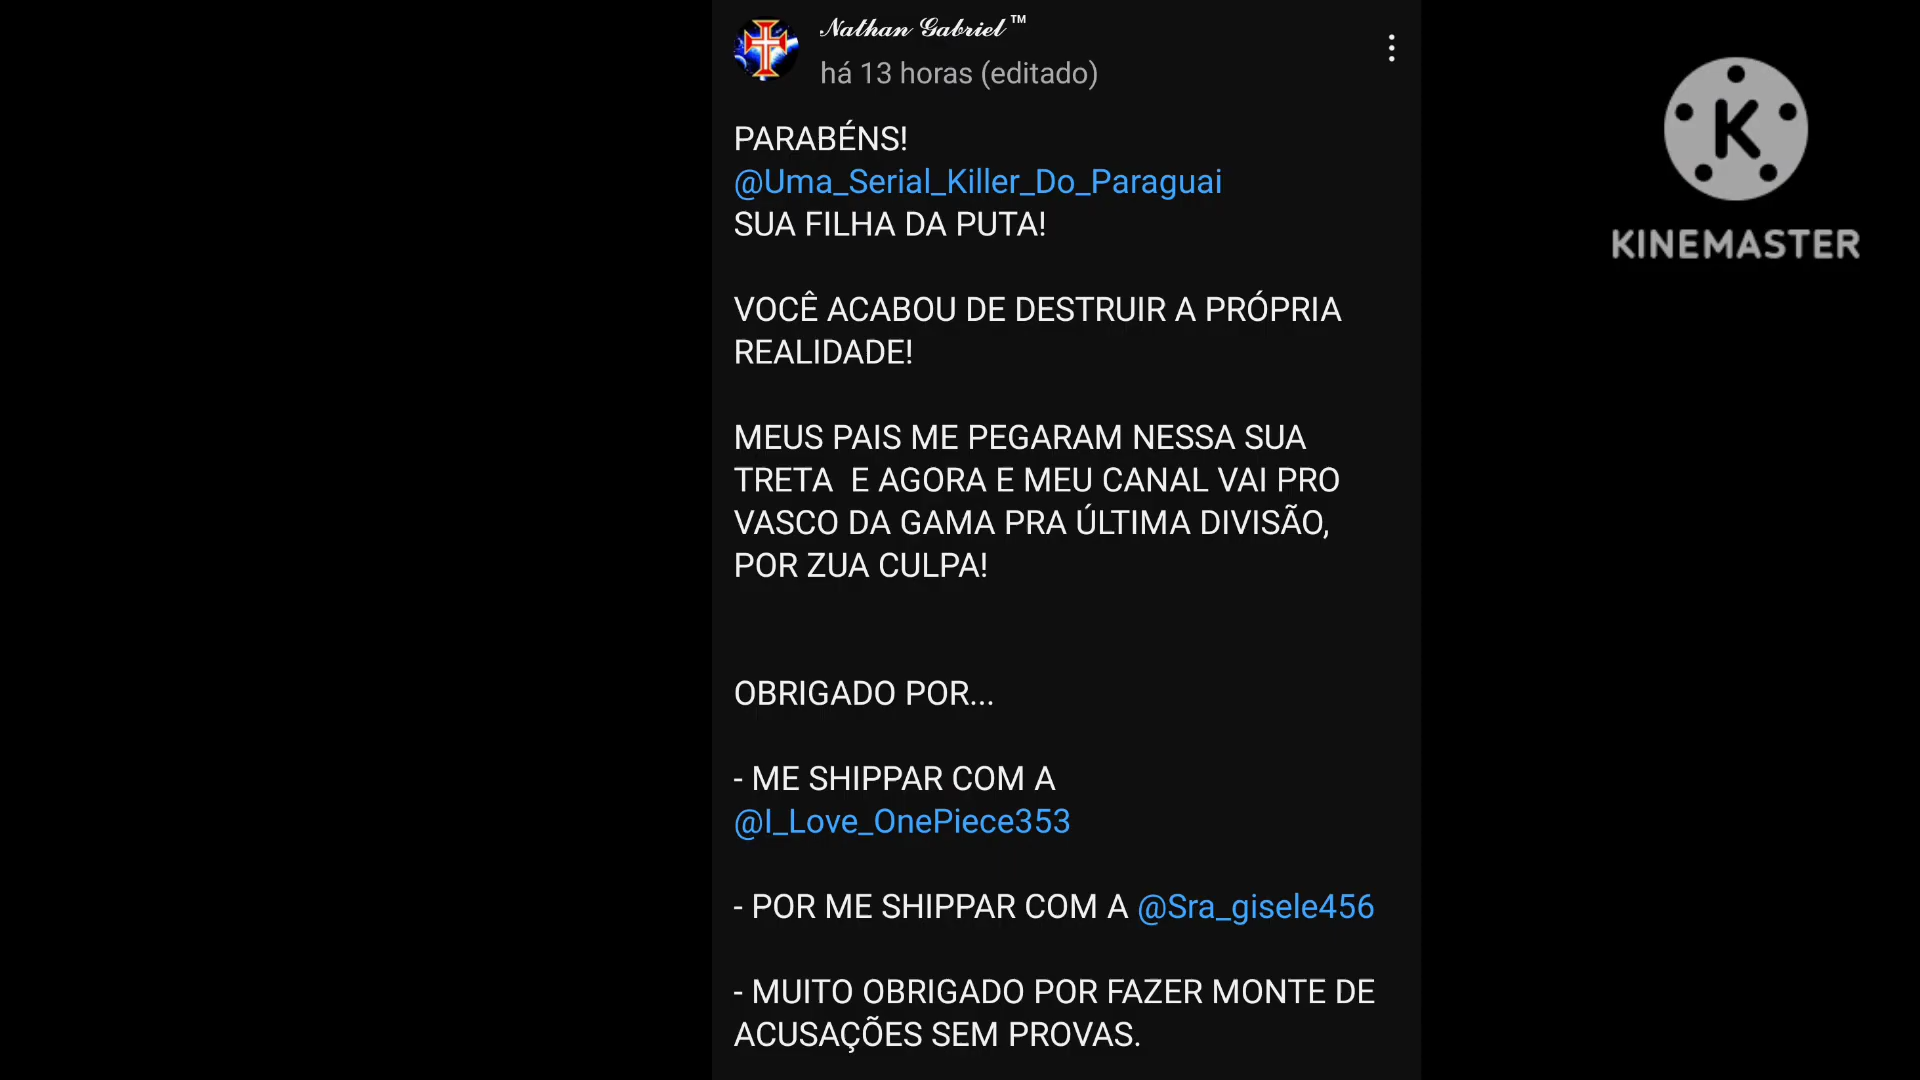 Nathan Gabriel™
há 13 horas (editado)
PARABÉNS!
@Uma_Serial_Killer_Do_Paraguai
SUA FILHA DA PUTA!
VOCÊ ACABOU DE DESTRUIR A PRÓPRIA
REALIDADE!
MEUS PAIS ME PEGARAM NESSA SUA
TRETA  E AGORA E MEU CANAL VAI PRO
VASCO DA GAMA PRA ÚLTIMA DIVISÃO,
POR ZUA CULPA!
OBRIGADO POR...
- ME SHIPPAR COM A
@I_Love_OnePiece353
- POR ME SHIPPAR COM A @Sra_gisele456
- MUITO OBRIGADO POR FAZER MONTE DE
ACUSAÇÕES SEM PROVAS.
K
KINEMASTER